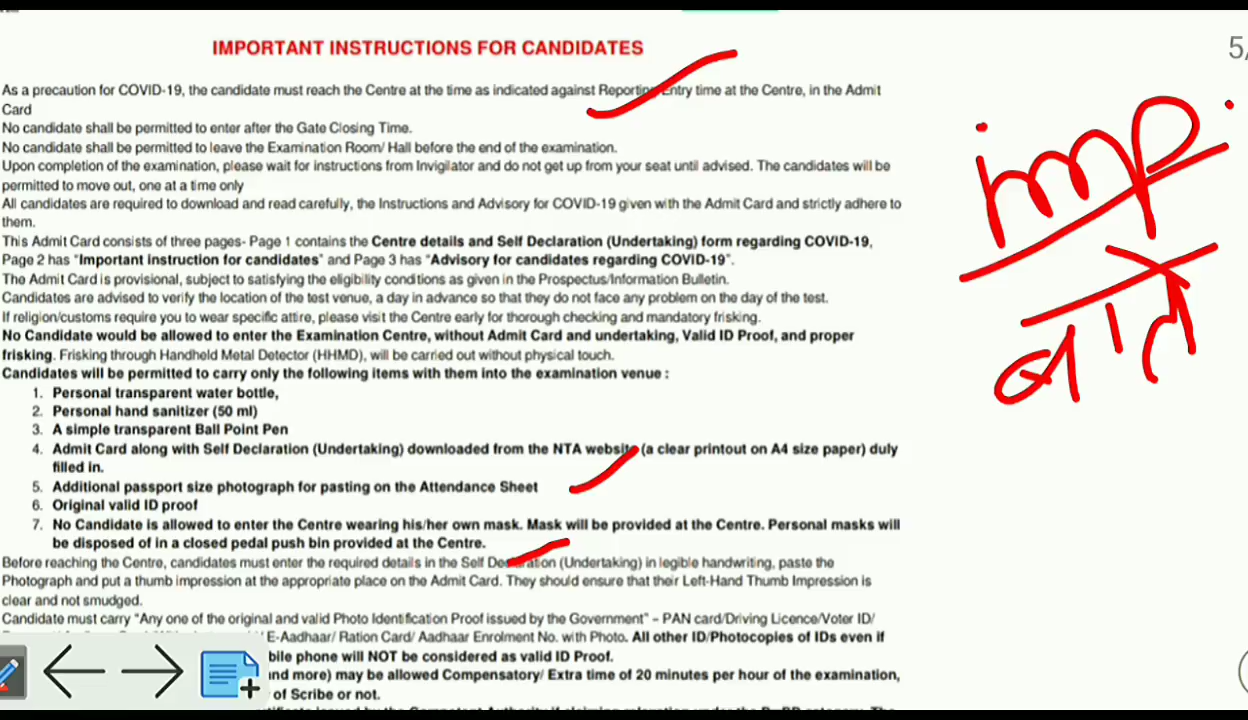 IMPORTANT INSTRUCTIONS FOR CANDIDATES
5/
As a precaution for COVID-19, the candidate must reach the Centre at the time as indicated against Reporting/Entry time at the Centre, in the Admit
Card
No candidate shall be permitted to enter after the Gate Closing Time.
No candidate shall be permitted to leave the Examination Room/ Hall before the end of the examination.
Upon completion of the examination, please wait for instructions from Invigilator and do not get up from your seat until advised. The candidates will be
permitted to move out, one at a time only
All candidates are required to download and read carefully, the Instructions and Advisory for COVID-19 given with the Admit Card and strictly adhere to
them.
This Admit Card consists of three pages- Page 1 contains the Centre details and Self Declaration (Undertaking) form regarding COVID-19,
Page 2 has "Important instruction for candidates" and Page 3 has "Advisory for candidates regarding COVID-19".
The Admit Card is provisional, subject to satisfying the eligibility conditions as given in the Prospectus/Information Bulletin.
Candidates are advised to verify the location of the test venue, a day in advance so that they do not face any problem on the day of the test.
If religion/customs require you to wear specific attire, please visit the Centre early for thorough checking and mandatory frisking.
No Candidate would be allowed to enter the Examination Centre, without Admit Card and undertaking, Valid ID Proof, and proper
frisking. Frisking through Handheld Metal Detector (HHMD), will be carried out without physical touch.
Candidates will be permitted to carry only the following items with them into the examination venue :
1. Personal transparent water bottle,
2. Personal hand sanitizer (50 ml)
3. A simple transparent Ball Point Pen
4. Admit Card along with Self Declaration (Undertaking) downloaded from the NTA website (a clear printout on A4 size paper) duly
filled in.
5. Additional passport size photograph for pasting on the Attendance Sheet
6. Original valid ID proof
7. No Candidate is allowed to enter the Centre wearing his/her own mask. Mask will be provided at the Centre. Personal masks will
be disposed of in a closed pedal push bin provided at the Centre.
Before reaching the Centre, candidates must enter the required details in the Self Declaration (Undertaking) in legible handwriting, paste the
Photograph and put a thumb impression at the appropriate place on the Admit Card. They should ensure that their Left-Hand Thumb Impression is
clear and not smudged.
Candidate must carry "Any one of the original and valid Photo Identification Proof issued by the Government" – PAN card/Driving Licence/Voter ID/
E-Aadhaar/ Ration Card/ Aadhaar Enrolment No. with Photo. All other ID/Photocopies of IDs even if
bile phone will NOT be considered as valid ID Proof.
and more) may be allowed Compensatory/ Extra time of 20 minutes per hour of the examination,
of Scribe or not.
imp.
बाते